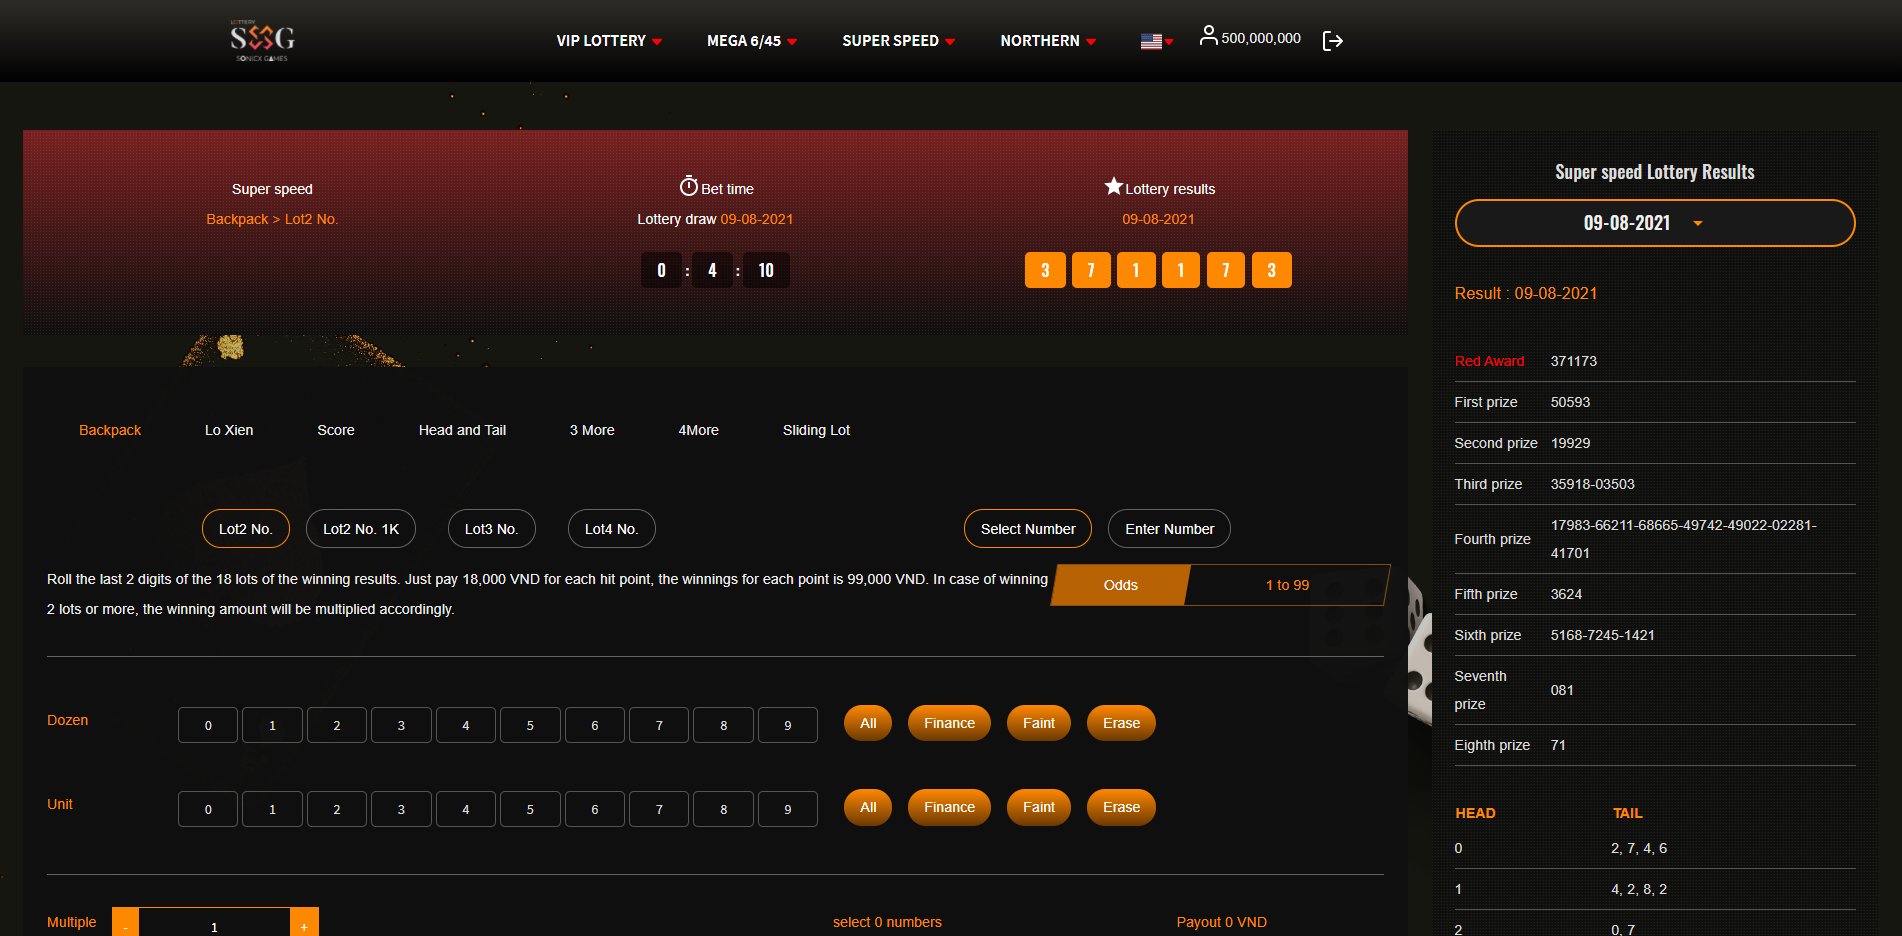 LOTTERY
SONICX GAMES
VIP LOTTERY
MEGA 6/45
SUPER SPEED
NORTHERN
500,000,000
Super speed
Backpack > Lot2 No.
Bet time
Lottery draw 09-08-2021
0 : 4 : 10
Lottery results
09-08-2021
3 7 1 1 7 3
Backpack
Lo Xien
Score
Head and Tail
3 More
4More
Sliding Lot
Lot2 No.
Lot2 No. 1K
Lot3 No.
Lot4 No.
Select Number
Enter Number
Roll the last 2 digits of the 18 lots of the winning results. Just pay 18,000 VND for each hit point, the winnings for each point is 99,000 VND. In case of winning
2 lots or more, the winning amount will be multiplied accordingly.
Odds
1 to 99
Dozen
0 1 2 3 4 5 6 7 8 9
All
Finance
Faint
Erase
Unit
0 1 2 3 4 5 6 7 8 9
All
Finance
Faint
Erase
Multiple
- 1 +
select 0 numbers
Payout 0 VND
Super speed Lottery Results
09-08-2021
Result : 09-08-2021
Red Award 371173
First prize 50593
Second prize 19929
Third prize 35918-03503
Fourth prize
17983-66211-68665-49742-49022-02281-
41701
Fifth prize 3624
Sixth prize 5168-7245-1421
Seventh
prize
081
Eighth prize 71
HEAD TAIL
0 2, 7, 4, 6
1 4, 2, 8, 2
2 0, 7